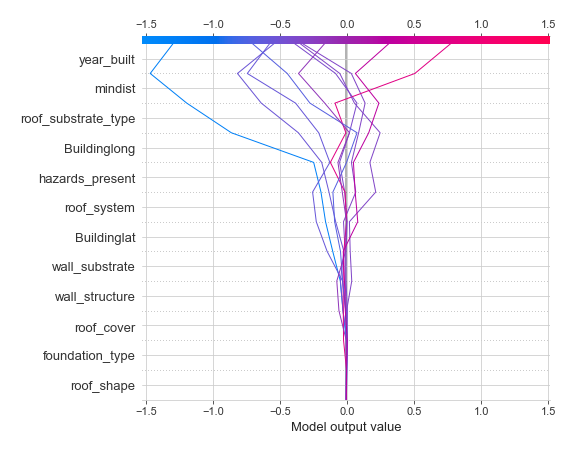 −1.5 −1.0 −0.5 0.0 0.5 1.0 1.5
year_built
mindist
roof_substrate_type
Buildinglong
hazards_present
roof_system
Buildinglat
wall_substrate
wall_structure
roof_cover
foundation_type
roof_shape
−1.5 −1.0 −0.5 0.0 0.5 1.0 1.5
Model output value